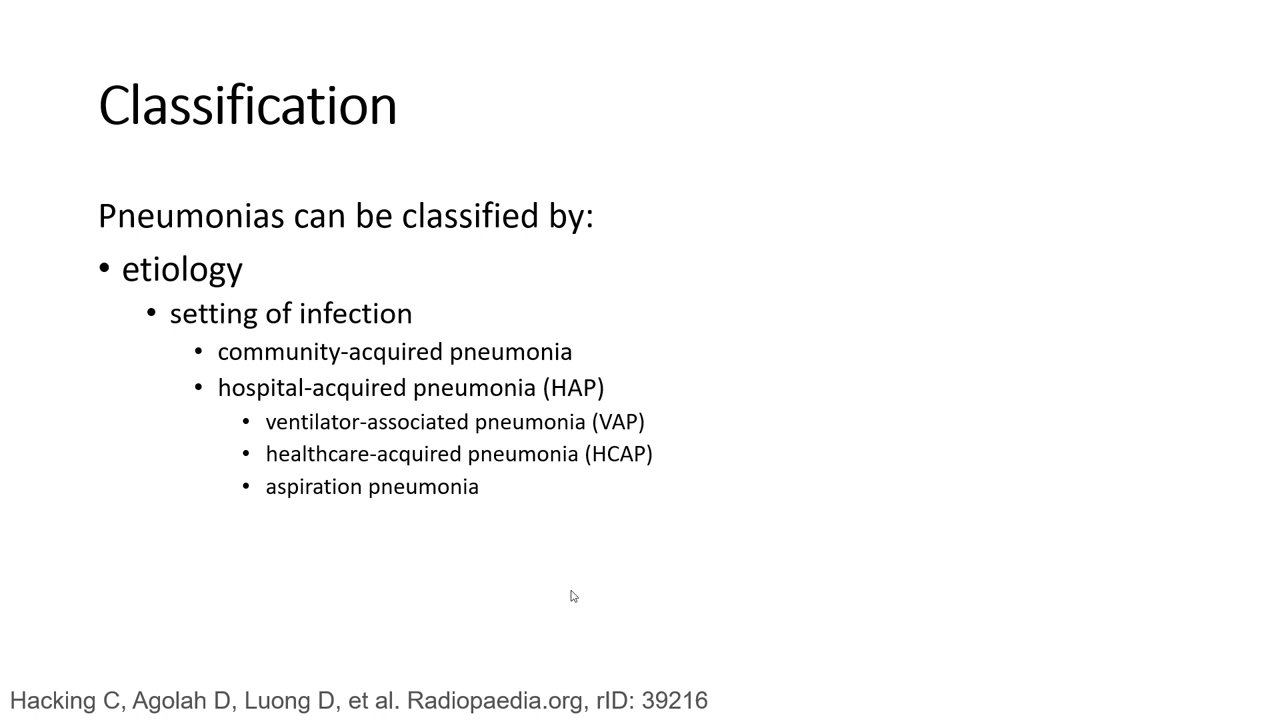 Classification
Pneumonias can be classified by:
• etiology
• setting of infection
• community-acquired pneumonia
• hospital-acquired pneumonia (HAP)
• ventilator-associated pneumonia (VAP)
• healthcare-acquired pneumonia (HCAP)
• aspiration pneumonia
Hacking C, Agolah D, Luong D, et al. Radiopaedia.org, rID: 39216